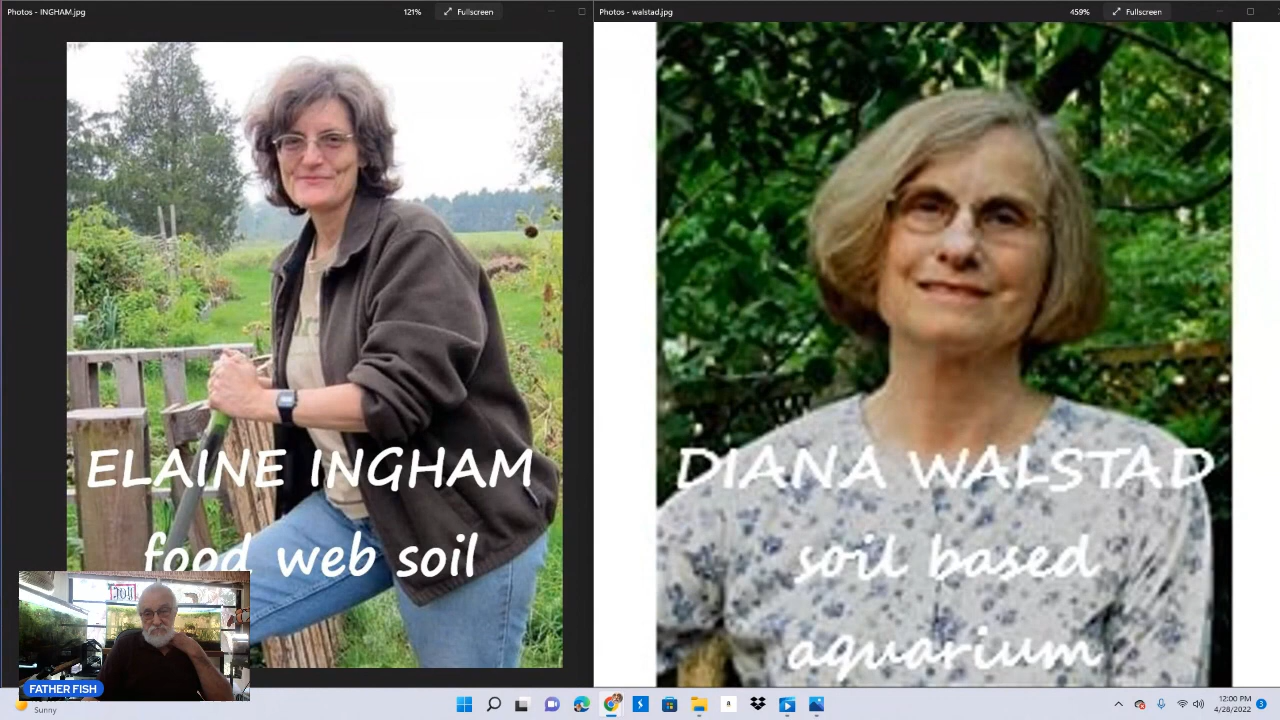 Photos - INGHAM.jpg
121%
Fullscreen
Photos - walstad.jpg
459%
Fullscreen
ELAINE INGHAM
food web soil
DIANA WALSTAD
soil based
aquarium
FATHER FISH
Sunny
12:00 PM
4/28/2022
3